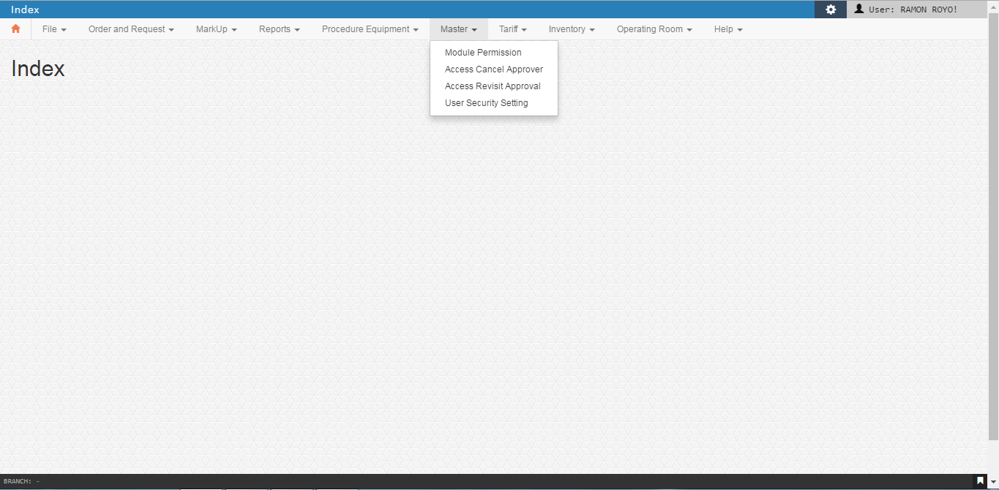 Index
User: RAMON ROYO!
File Order and Request MarkUp Reports Procedure Equipment Master Tariff Inventory Operating Room Help
Index
Module Permission
Access Cancel Approver
Access Revisit Approval
User Security Setting
BRANCH: -